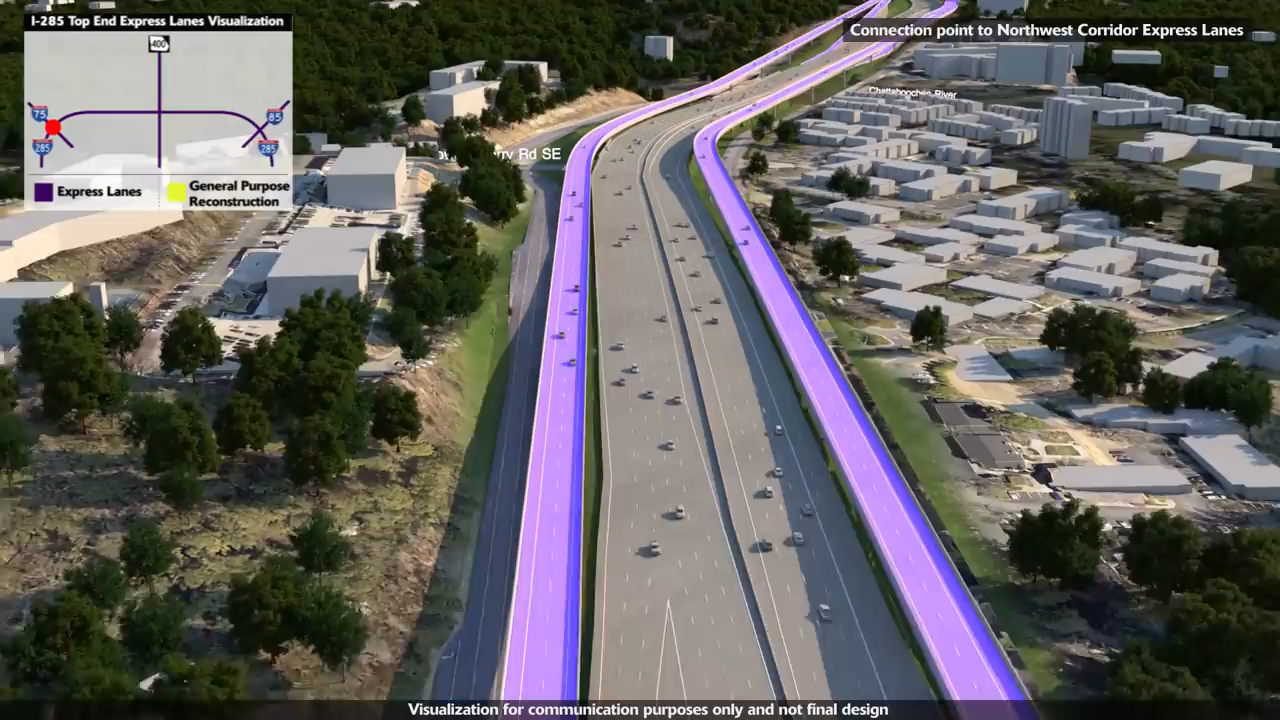 I-285 Top End Express Lanes Visualization
400
75
285
85
285
Express Lanes
General Purpose
Reconstruction
Connection point to Northwest Corridor Express Lanes
Chattahoochee River
Rd SE
Visualization for communication purposes only and not final design